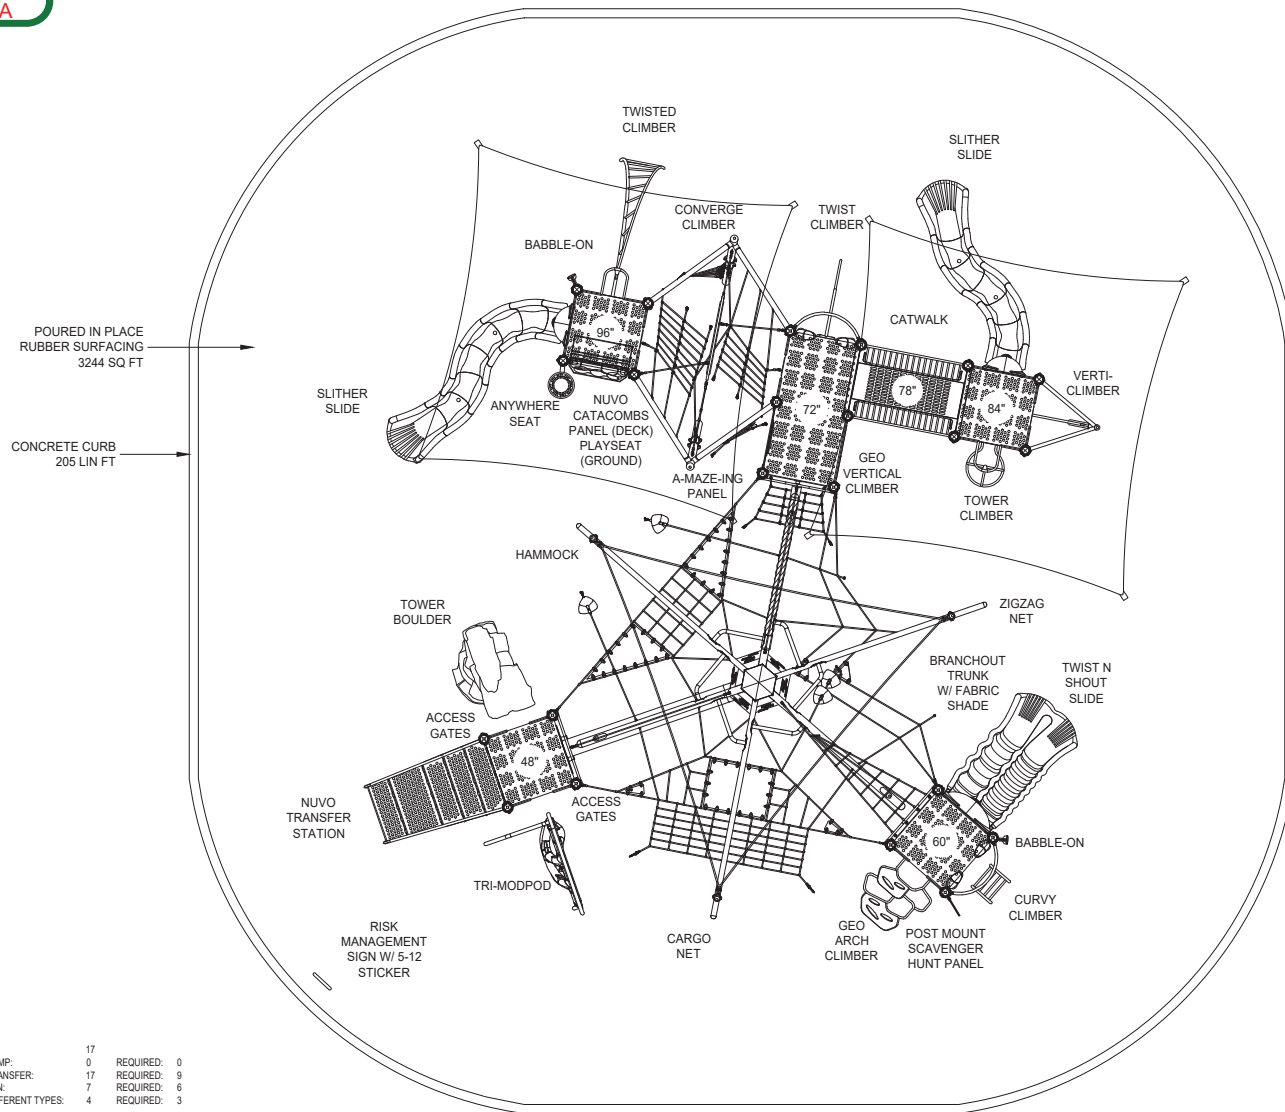 A
TWISTED
CLIMBER
SLITHER
SLIDE
CONVERGE
CLIMBER
TWIST
CLIMBER
BABBLE-ON
CATWALK
POURED IN PLACE
RUBBER SURFACING
3244 SQ FT
96"
78"
VERTI-
CLIMBER
SLITHER
SLIDE
ANYWHERE
SEAT
NUVO
CATACOMBS
PANEL (DECK)
PLAYSEAT
(GROUND)
72"
84"
CONCRETE CURB
205 LIN FT
A-MAZE-ING
PANEL
GEO
VERTICAL
CLIMBER
TOWER
CLIMBER
HAMMOCK
TOWER
BOULDER
ZIGZAG
NET
BRANCHOUT
TRUNK
W/ FABRIC
SHADE
TWIST N
SHOUT
SLIDE
ACCESS
GATES
48"
NUVO
TRANSFER
STATION
ACCESS
GATES
60"
BABBLE-ON
TRI-MODPOD
CURVY
CLIMBER
RISK
MANAGEMENT
SIGN W/ 5-12
STICKER
CARGO
NET
GEO
ARCH
CLIMBER
POST MOUNT
SCAVENGER
HUNT PANEL
17
MP: 0 REQUIRED: 0
ANSFER: 17 REQUIRED: 9
N: 7 REQUIRED: 6
FERENT TYPES: 4 REQUIRED: 3